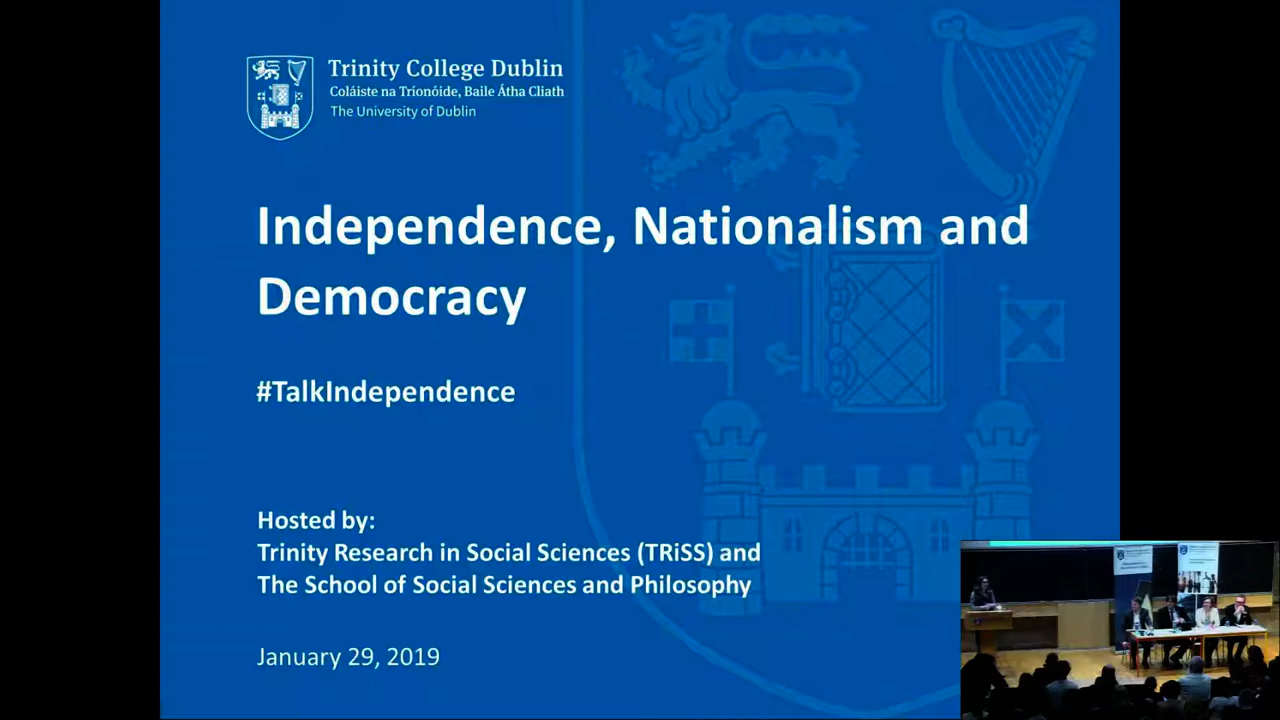 Trinity College Dublin
Coláiste na Tríonóide, Baile Átha Cliath
The University of Dublin
Independence, Nationalism and
Democracy
#TalkIndependence
Hosted by:
Trinity Research in Social Sciences (TRiSS) and
The School of Social Sciences and Philosophy
January 29, 2019